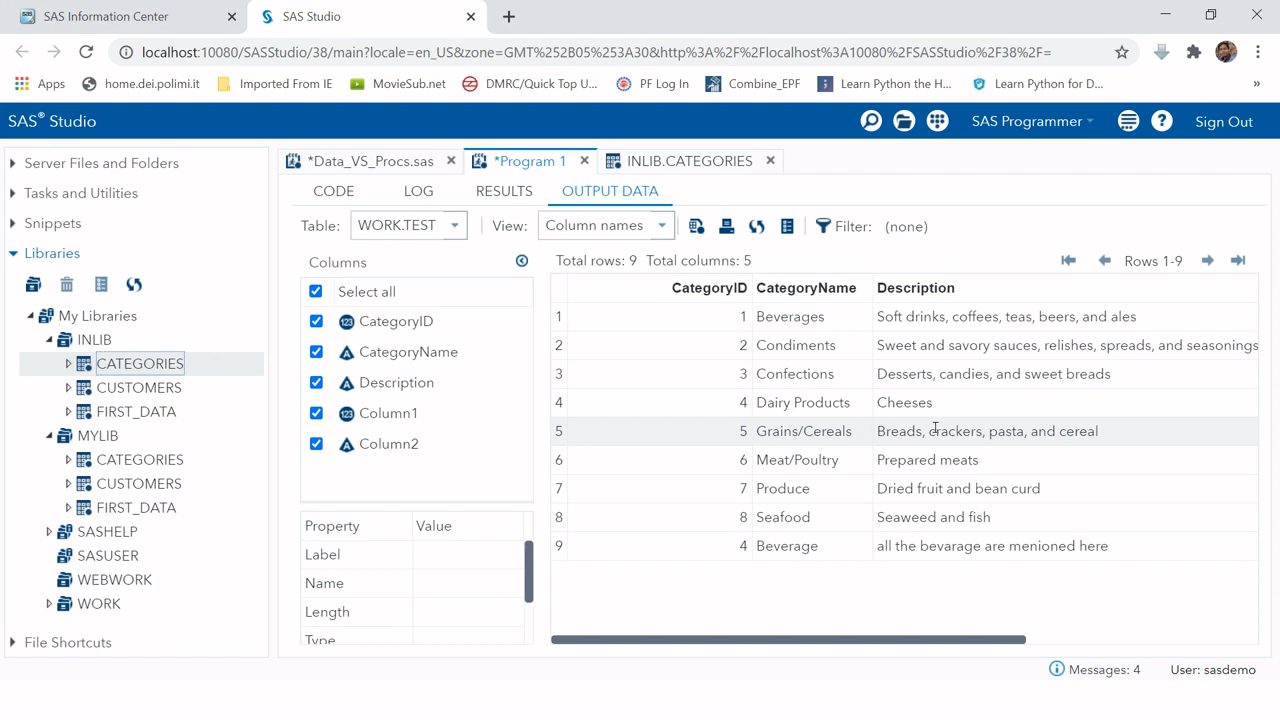 SAS Information Center
SAS Studio
localhost:10080/SASStudio/38/main?locale=en_US&zone=GMT%252B05%253A30&http%3A%2F%2Flocalhost%3A10080%2FSASStudio%2F38%2F=
Apps home.dei.polimi.it Imported From IE MovieSub.net DMRC/Quick Top U... PF Log In Combine_EPF Learn Python the H... Learn Python for D... »
SAS® Studio SAS Programmer Sign Out
Server Files and Folders
Tasks and Utilities
Snippets
Libraries
My Libraries
INLIB
CATEGORIES
CUSTOMERS
FIRST_DATA
MYLIB
CATEGORIES
CUSTOMERS
FIRST_DATA
SASHELP
SASUSER
WEBWORK
WORK
File Shortcuts
*Data_VS_Procs.sas *Program 1 INLIB.CATEGORIES
CODE LOG RESULTS OUTPUT DATA
Table: WORK.TEST View: Column names Filter: (none)
Columns
Select all
CategoryID
CategoryName
Description
Column1
Column2
Property Value
Label
Name
Length
Type
Total rows: 9 Total columns: 5 Rows 1-9
CategoryID CategoryName Description
1 1 Beverages Soft drinks, coffees, teas, beers, and ales
2 2 Condiments Sweet and savory sauces, relishes, spreads, and seasonings
3 3 Confections Desserts, candies, and sweet breads
4 4 Dairy Products Cheeses
5 5 Grains/Cereals Breads, crackers, pasta, and cereal
6 6 Meat/Poultry Prepared meats
7 7 Produce Dried fruit and bean curd
8 8 Seafood Seaweed and fish
9 4 Beverage all the bevarage are menioned here
Messages: 4 User: sasdemo